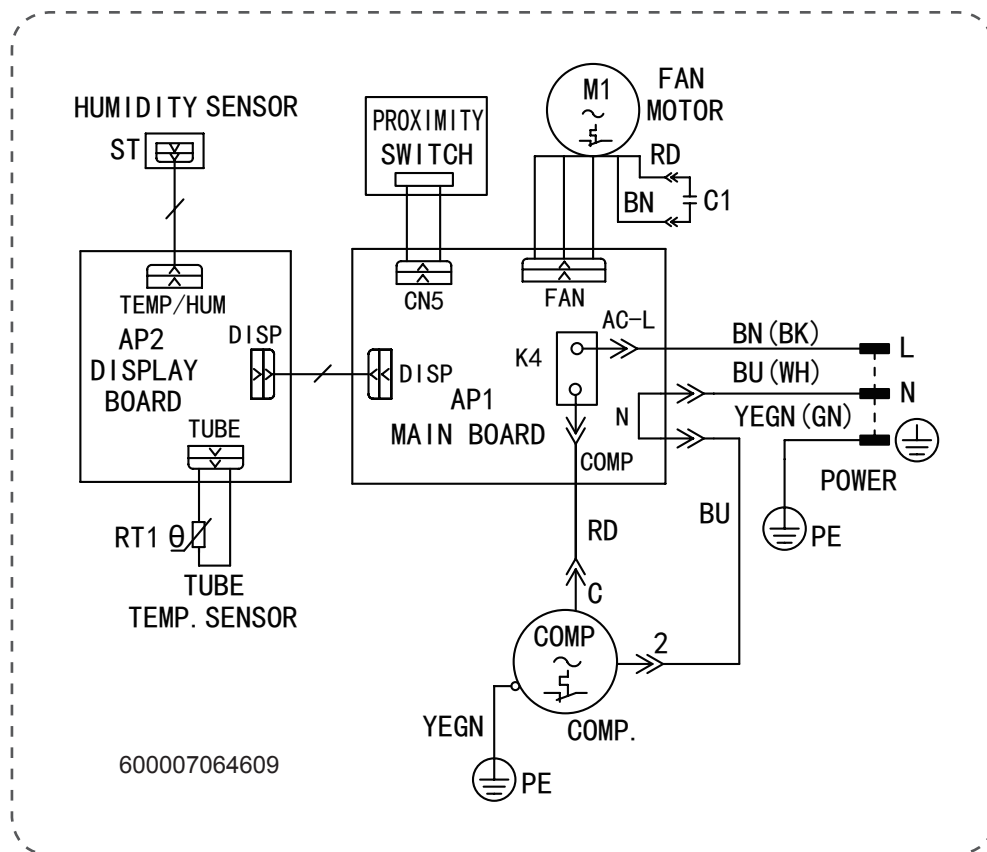 HUMIDITY SENSOR
ST
PROXIMITY
SWITCH
M1
FAN
MOTOR
RD
BN
C1
TEMP/HUM
CN5
FAN
AP2
DISPLAY
BOARD
DISP
DISP
AP1
MAIN BOARD
K4
AC-L
N
COMP
BN(BK)
L
BU(WH)
N
YEGN(GN)
POWER
PE
TUBE
RT1 θ
TUBE
TEMP. SENSOR
RD
BU
C
COMP
2
COMP.
YEGN
PE
600007064609